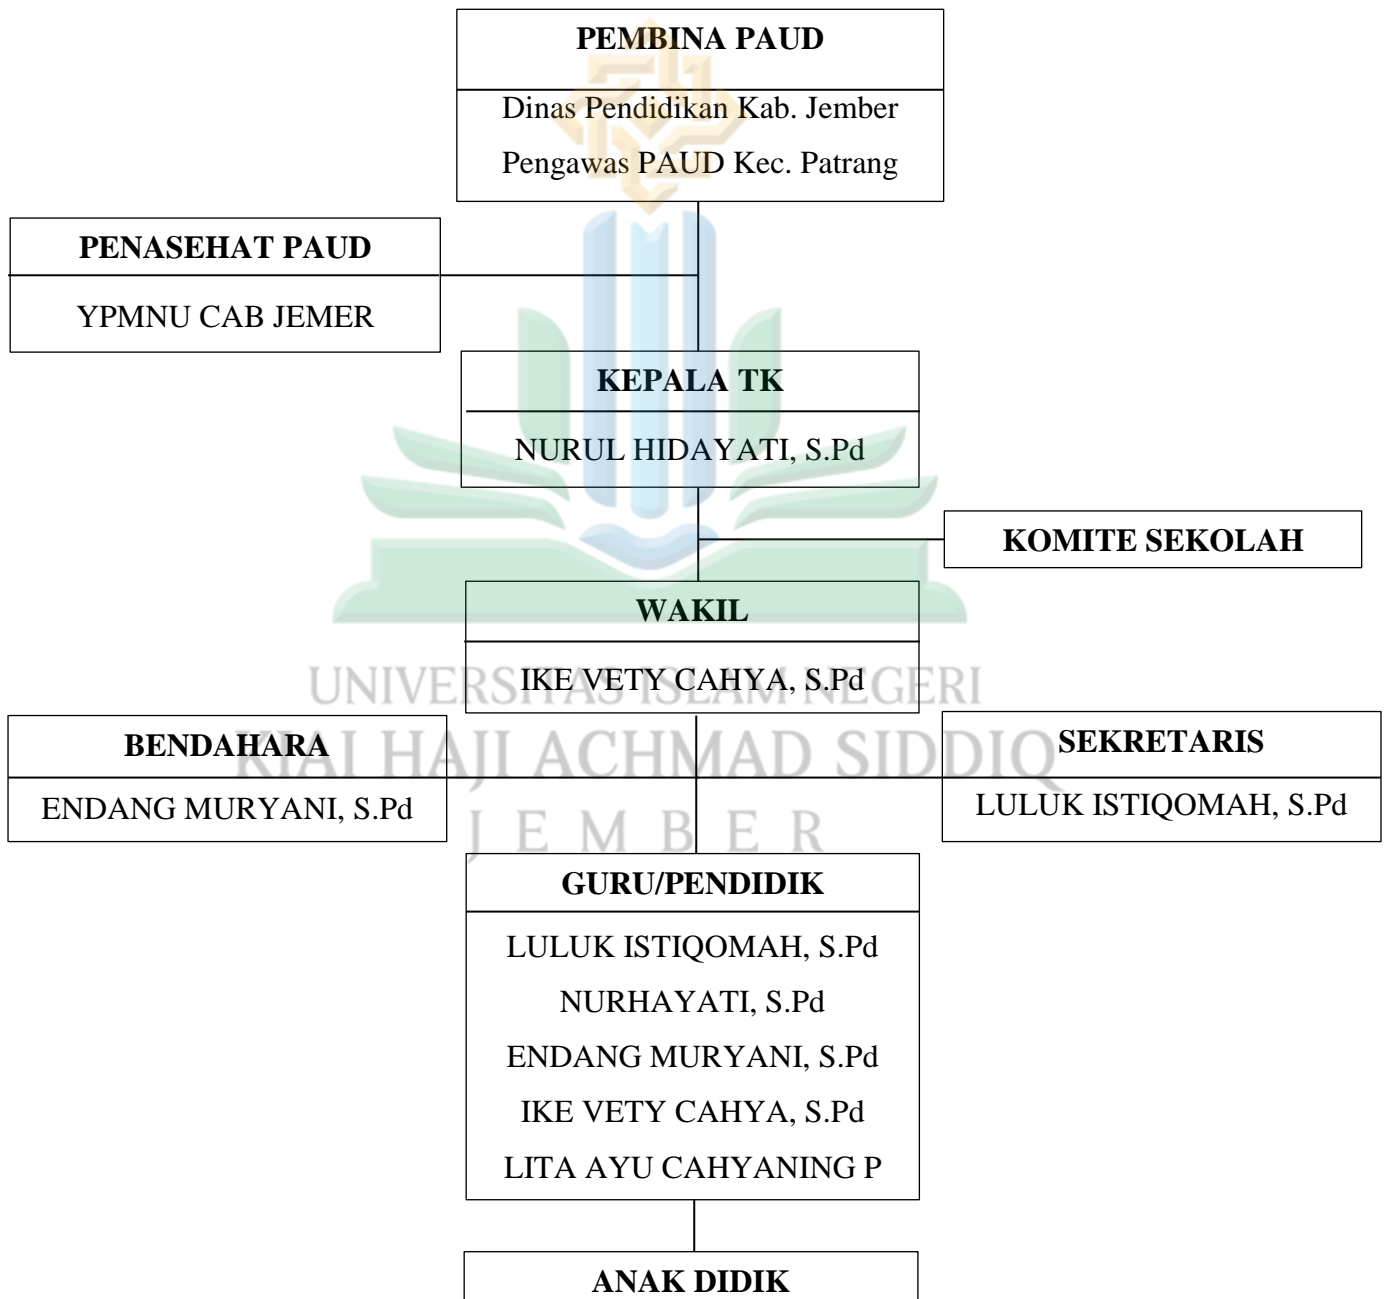 PEMBINA PAUD
Dinas Pendidikan Kab. Jember
Pengawas PAUD Kec. Patrang
PENASEHAT PAUD
YPMNU CAB JEMER
KEPALA TK
NURUL HIDAYATI, S.Pd
KOMITE SEKOLAH
WAKIL
IKE VETY CAHYA, S.Pd
UNIVERSITAS ISLAM NEGERI
KIAI HAJI ACHMAD SIDDIQ
JEMBER
BENDAHARA
ENDANG MURYANI, S.Pd
SEKRETARIS
LULUK ISTIQOMAH, S.Pd
GURU/PENDIDIK
LULUK ISTIQOMAH, S.Pd
NURHAYATI, S.Pd
ENDANG MURYANI, S.Pd
IKE VETY CAHYA, S.Pd
LITA AYU CAHYANING P
ANAK DIDIK